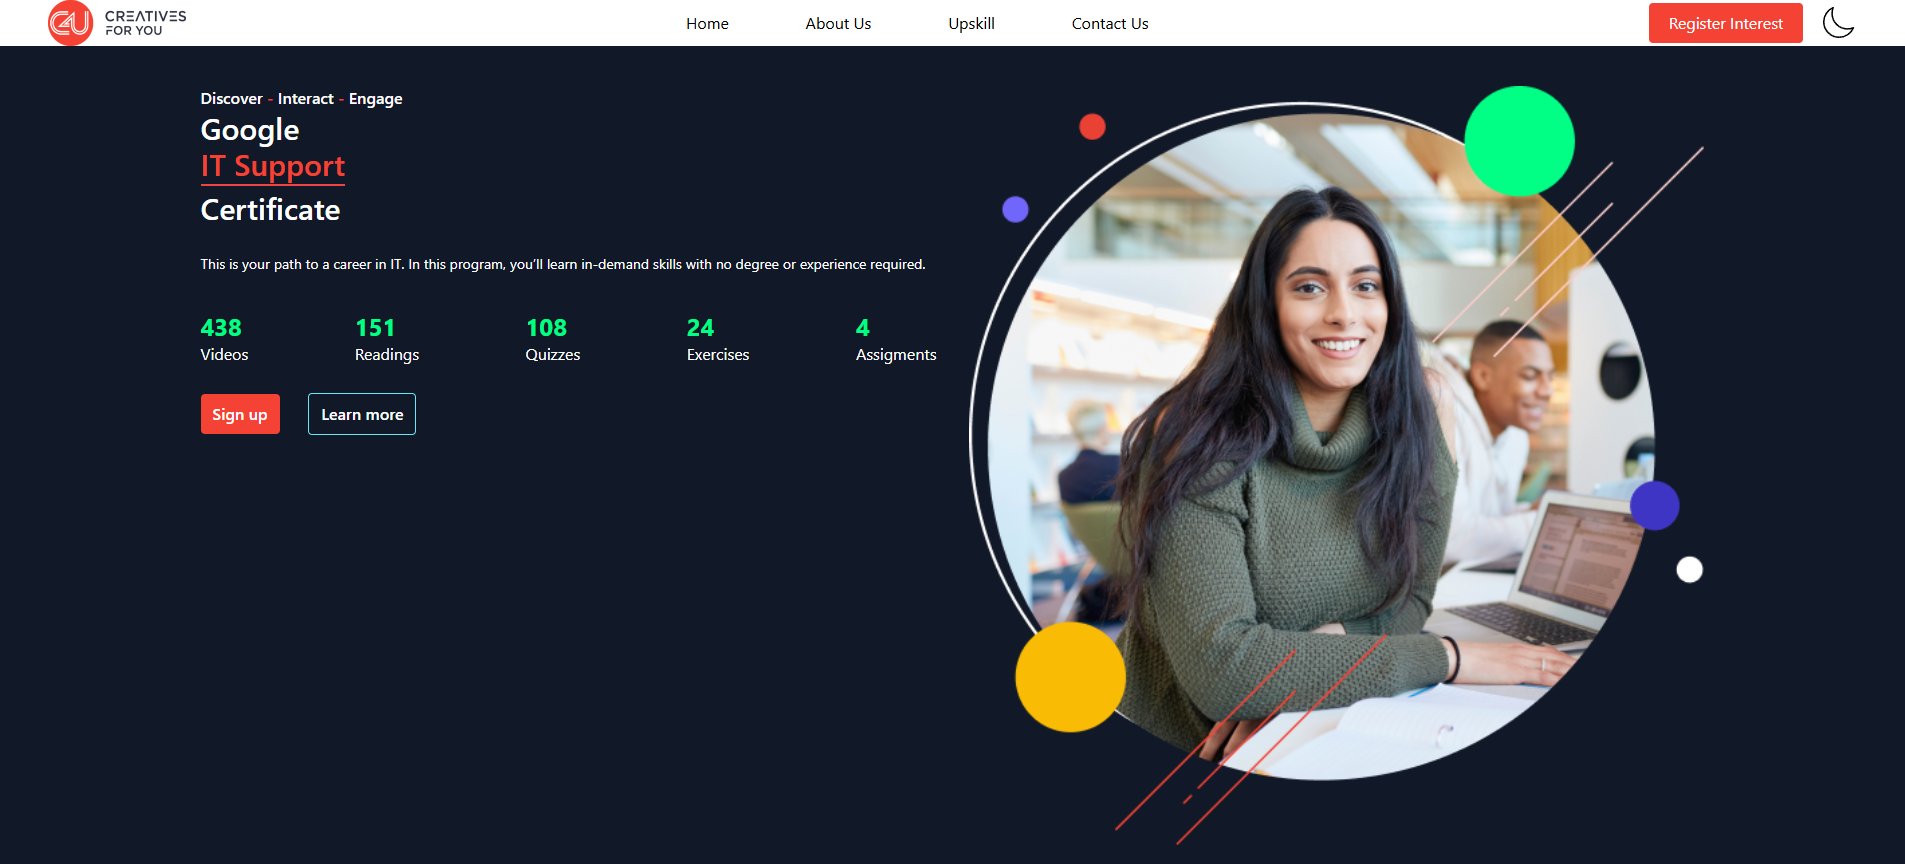 C4U CREATIVES
FOR YOU
Home About Us Upskill Contact Us Register Interest
Discover - Interact - Engage
Google
IT Support
Certificate
This is your path to a career in IT. In this program, you’ll learn in-demand skills with no degree or experience required.
438 151 108 24 4
Videos Readings Quizzes Exercises Assigments
Sign up Learn more